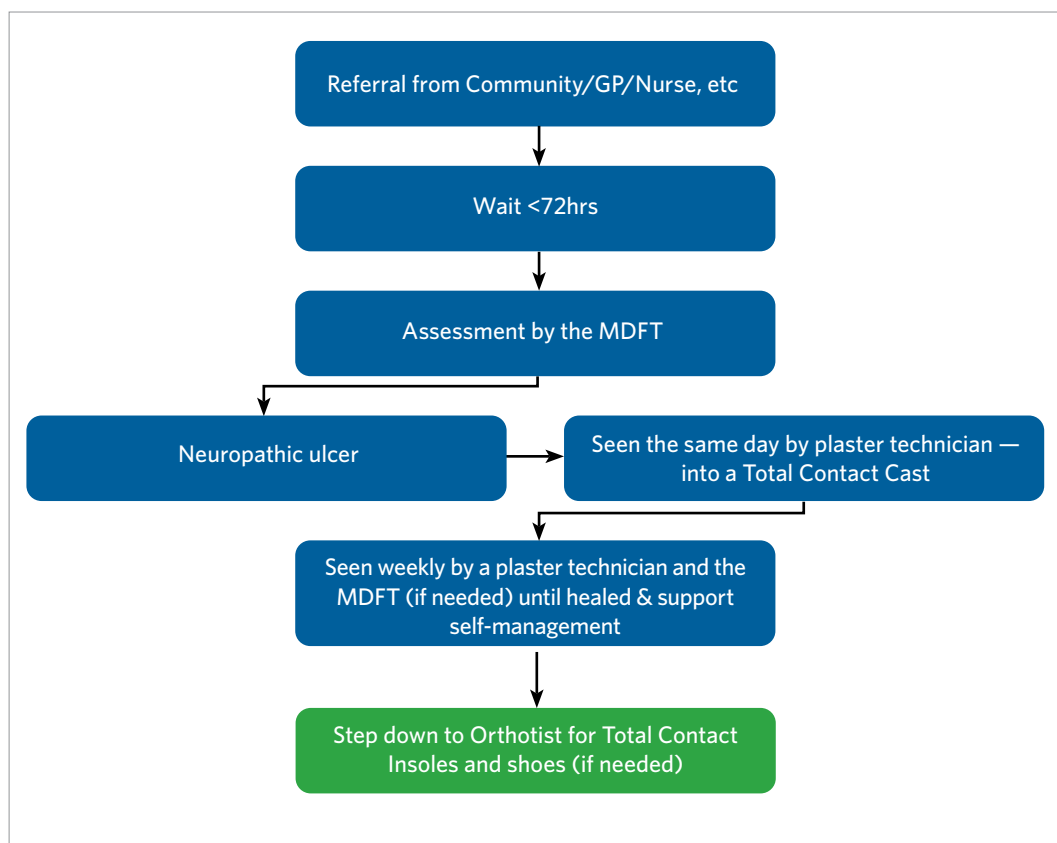 Referral from Community/GP/Nurse, etc
Wait <72hrs
Assessment by the MDFT
Neuropathic ulcer
Seen the same day by plaster technician —
into a Total Contact Cast
Seen weekly by a plaster technician and the
MDFT (if needed) until healed & support
self-management
Step down to Orthotist for Total Contact
Insoles and shoes (if needed)